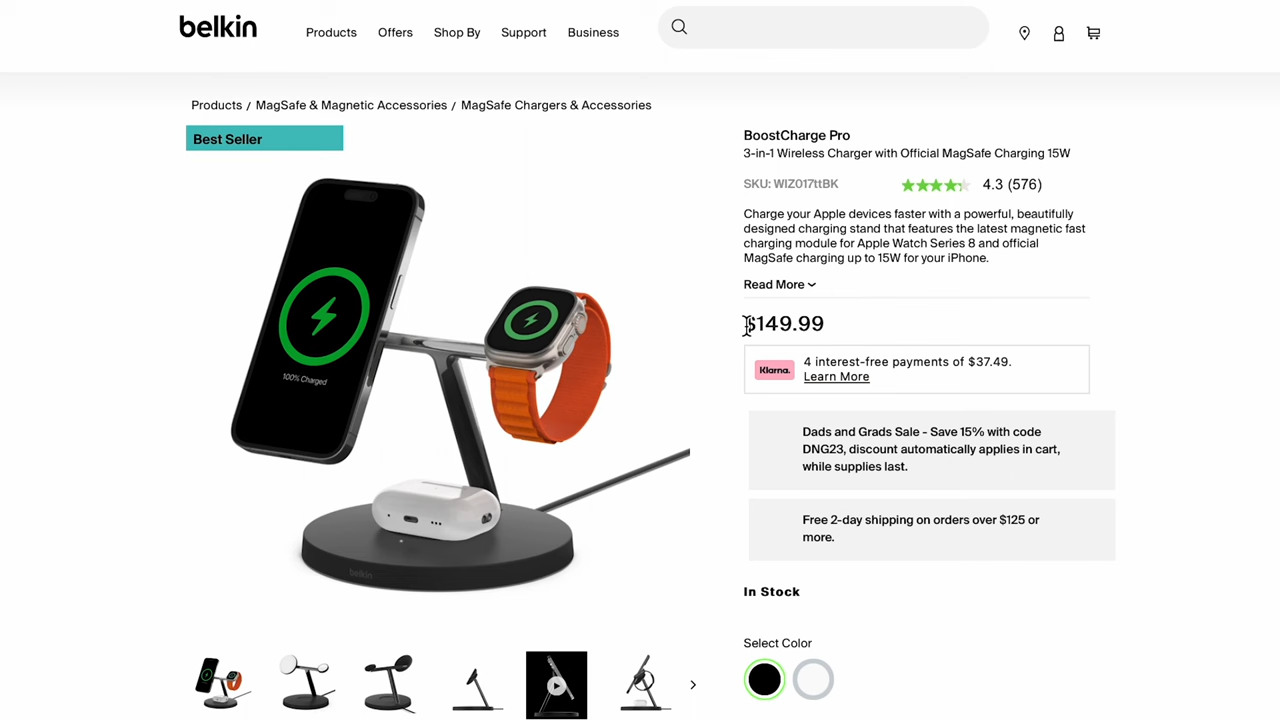 belkin
Products
Offers
Shop By
Support
Business
Products / MagSafe & Magnetic Accessories / MagSafe Chargers & Accessories
Best Seller
100% Charged
belkin
BoostCharge Pro
3-in-1 Wireless Charger with Official MagSafe Charging 15W
SKU: WIZ017ttBK
4.3 (576)
Charge your Apple devices faster with a powerful, beautifully
designed charging stand that features the latest magnetic fast
charging module for Apple Watch Series 8 and official
MagSafe charging up to 15W for your iPhone.
Read More
$149.99
Klarna.
4 interest-free payments of $37.49.
Learn More
Dads and Grads Sale - Save 15% with code
DNG23, discount automatically applies in cart,
while supplies last.
Free 2-day shipping on orders over $125 or
more.
In Stock
Select Color